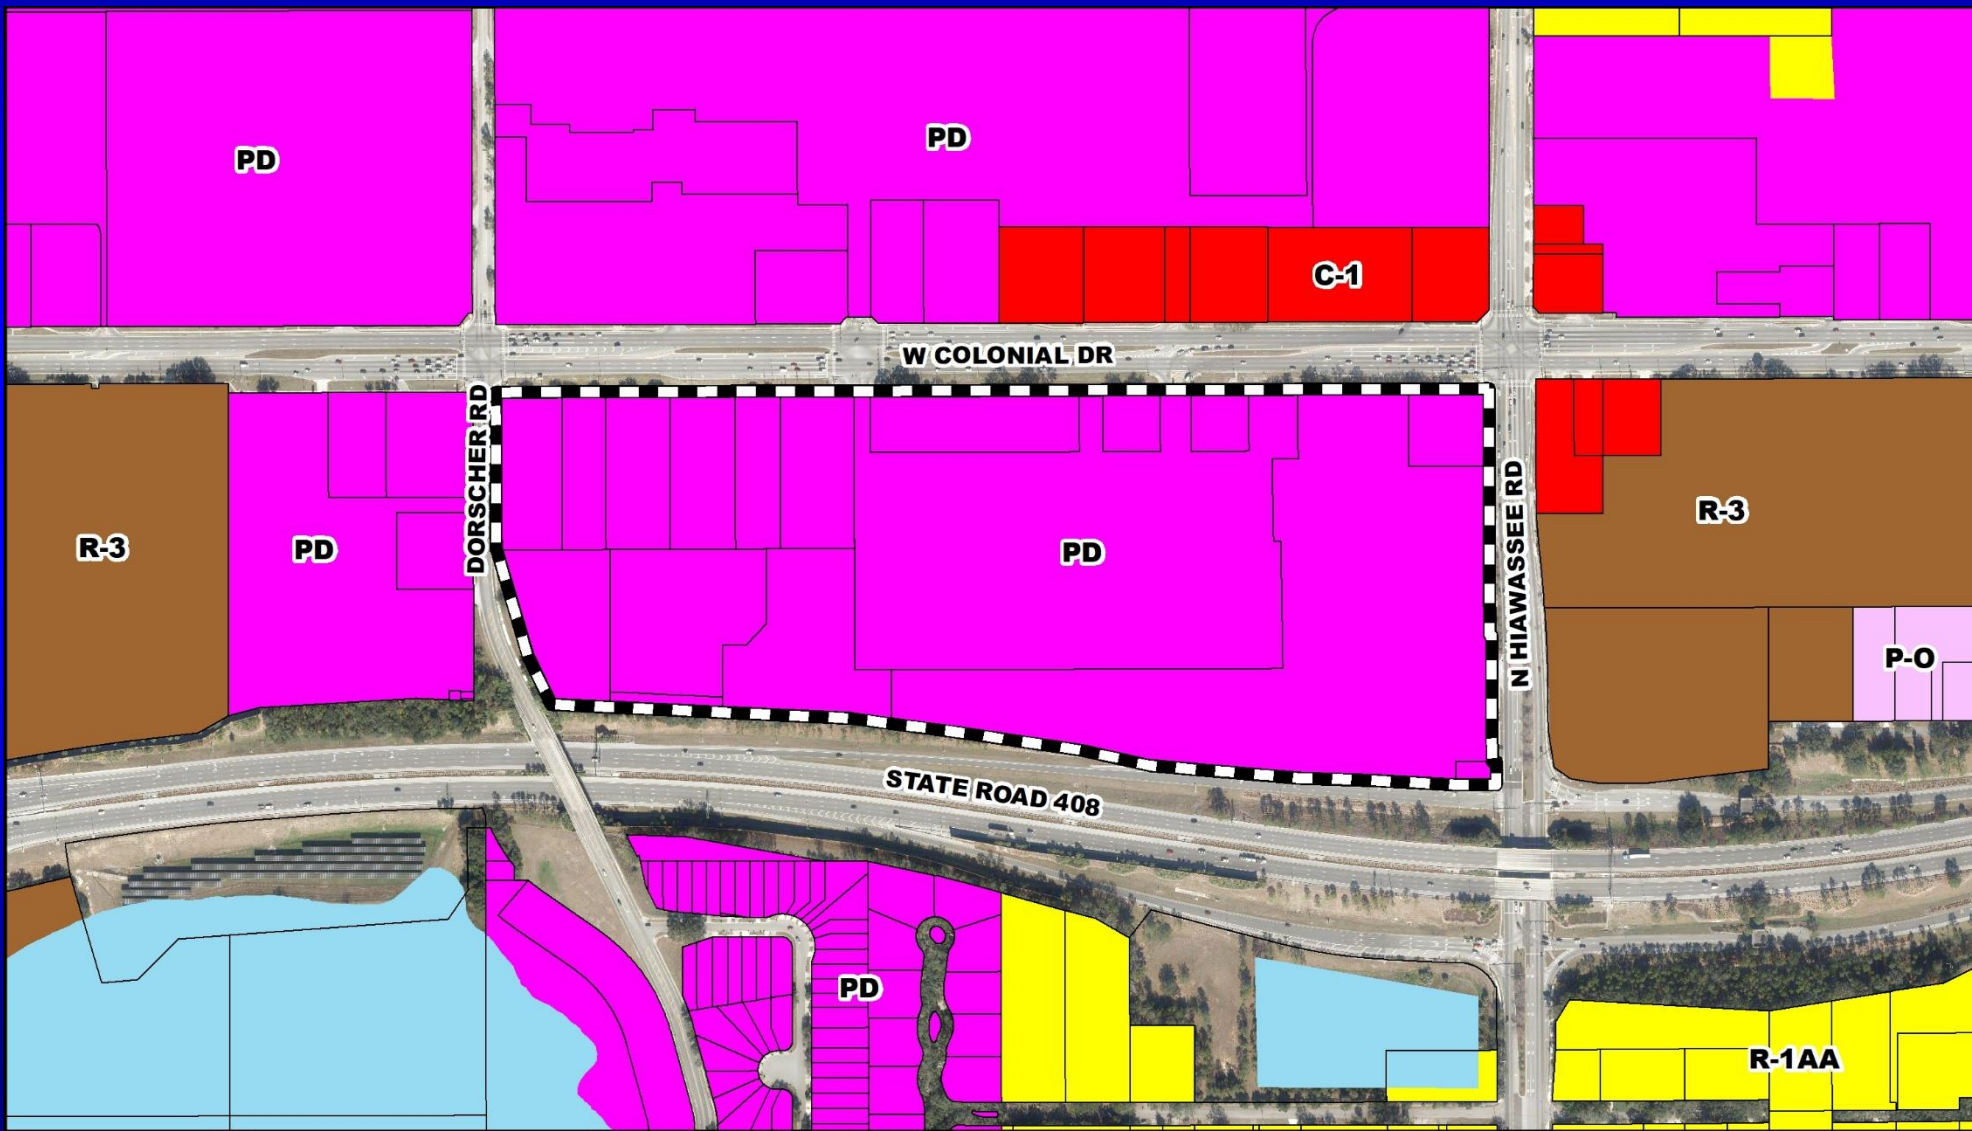 PD
PD
C-1
W COLONIAL DR
DORSCHER RD
R-3
PD
PD
N HIAWASSEE RD
R-3
P-O
STATE ROAD 408
PD
R-1AA